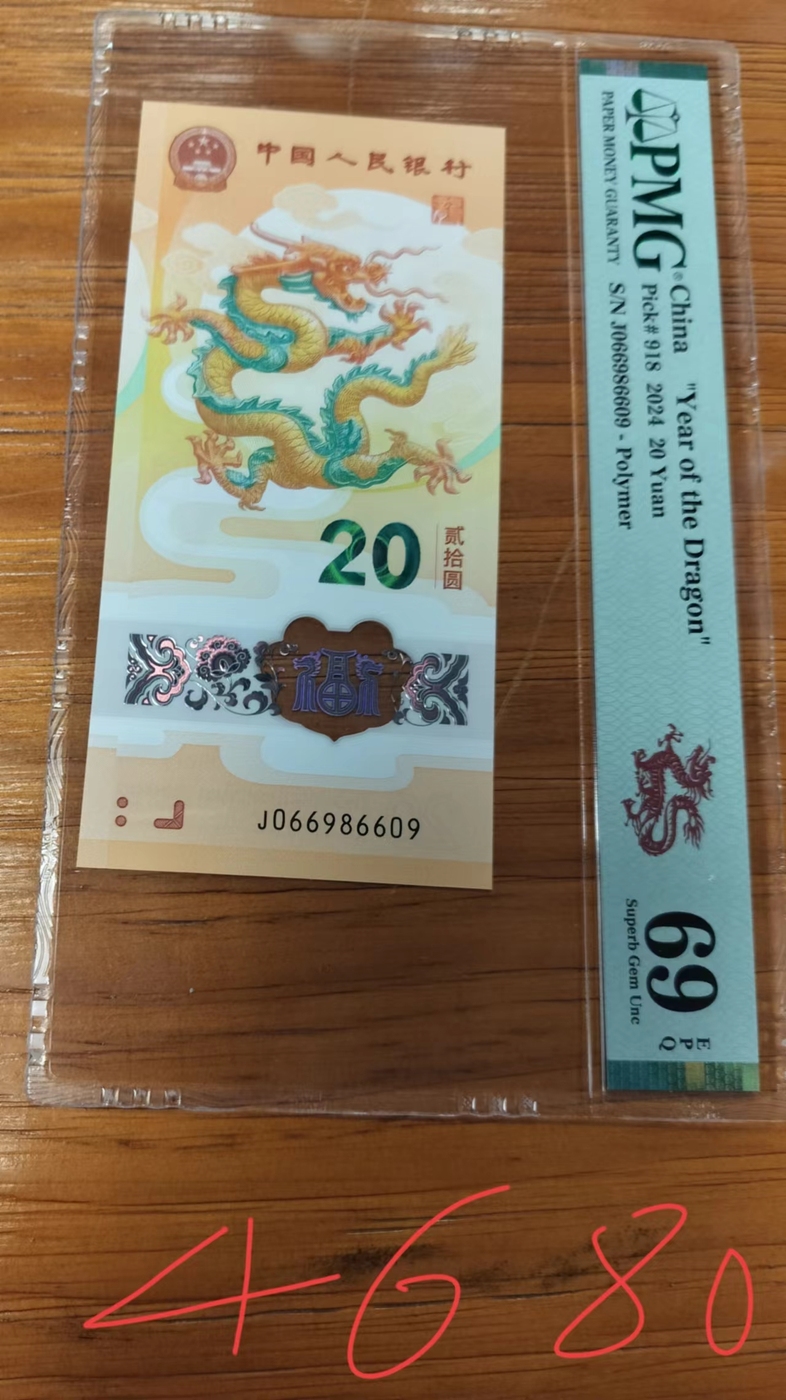 中国人民银行
20
贰拾圆
J066986609
PMG®
PAPER MONEY GUARANTY
China "Year of the Dragon"
Pick# 918 2024 20 Yuan
S/N J066986609 - Polymer
69
EPQ
Superb Gem Unc
4680